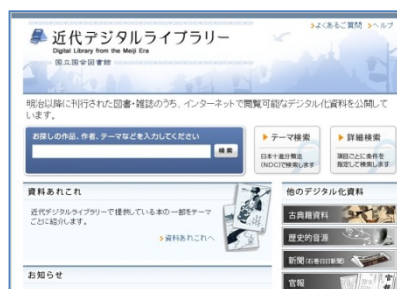 >よくあるご質問 >ヘルプ
近代デジタルライブラリー
Digital Library from the Meiji Era
国立国会図書館
明治以降に刊行された図書・雑誌のうち、インターネットで閲覧可能なデジタル化資料を公開して
います。
お探しの作品、作者、テーマなどを入力してください
検索
テーマ検索
日本十進分類法
(NDC)で検索します
詳細検索
項目ごとに条件を
指定して検索します
資料あれこれ
近代デジタルライブラリーで提供している本の一部をテーマ
ごとに紹介します。
>資料あれこれへ
お知らせ
他のデジタル化資料
古典籍資料
歴史的音源
新聞(石巻日日新聞)
官報